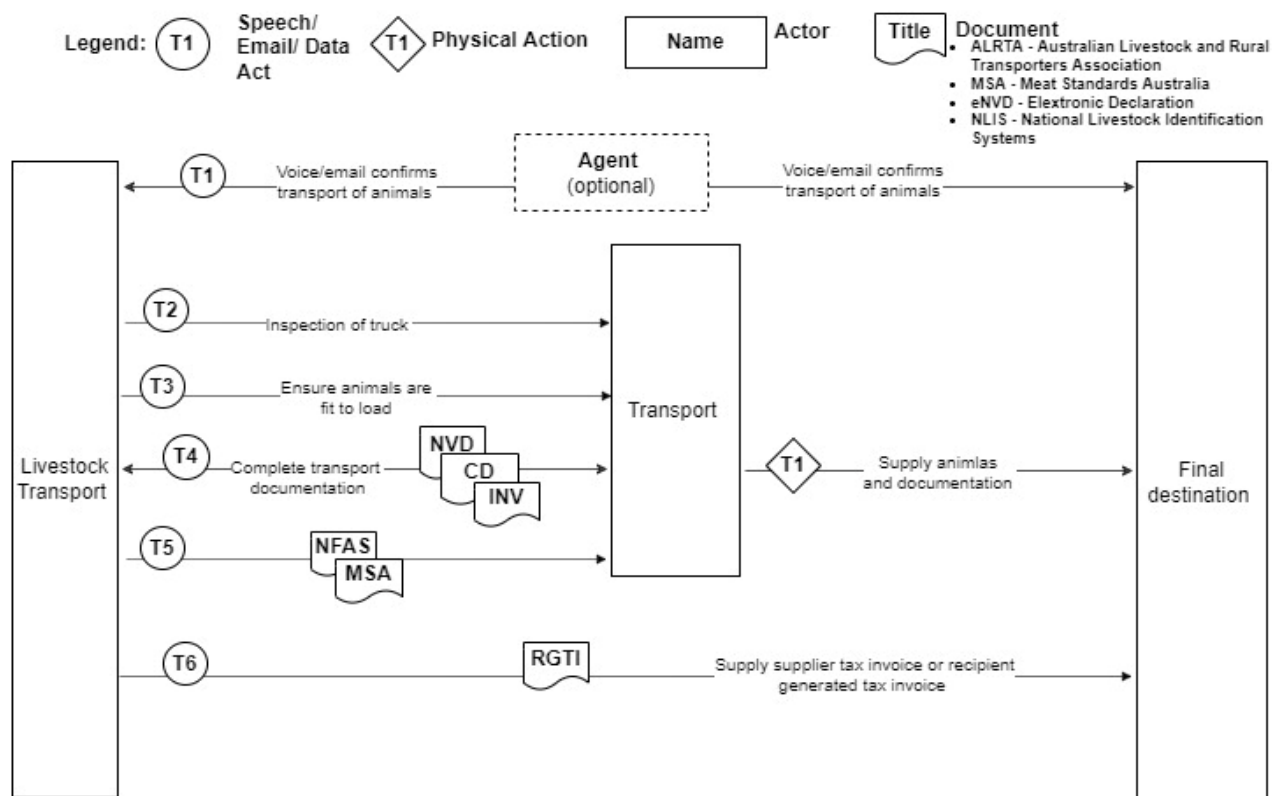 Legend:
T1
Speech/
Email/ Data
Act
T1
Physical Action
Name
Actor
Title
Document
• ALRTA - Australian Livestock and Rural
Transporters Association
• MSA - Meat Standards Australia
• eNVD - Elextronic Declaration
• NLIS - National Livestock Identification
Systems
T1
Voice/email confirms
transport of animals
Agent
(optional)
Voice/email confirms
transport of animals
T2
Inspection of truck
T3
Ensure animals are
fit to load
Transport
Livestock
Transport
T4
Complete transport
documentation
NVD
CD
INV
T1
Supply animlas
and documentation
Final
destination
T5
NFAS
MSA
T6
RGTI
Supply supplier tax invoice or recipient
generated tax invoice